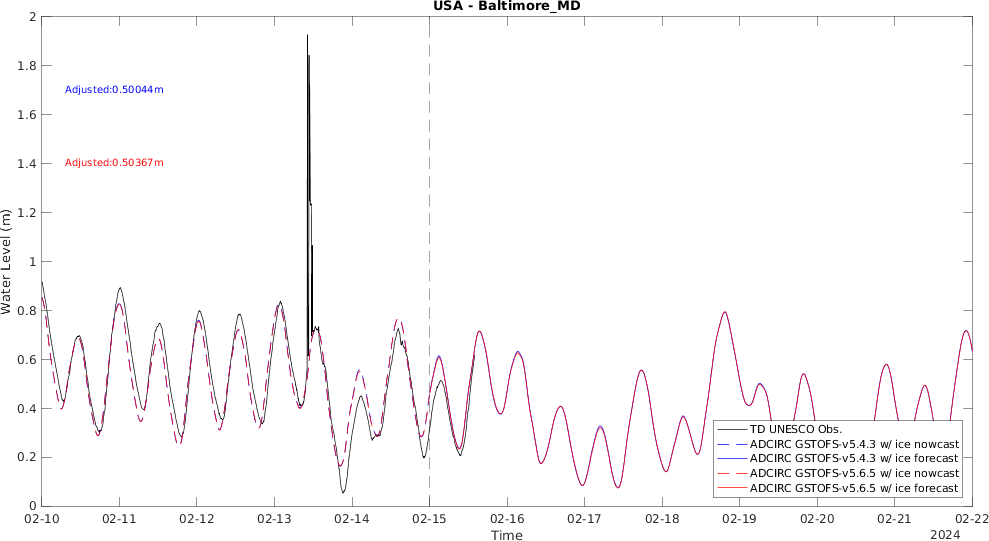 USA - Baltimore_MD
2
1.8
1.6
1.4
1.2
1
0.8
0.6
0.4
0.2
0
Water Level (m)
Adjusted:0.50044m
Adjusted:0.50367m
TD UNESCO Obs.
ADCIRC GSTOFS-v5.4.3 w/ ice nowcast
ADCIRC GSTOFS-v5.4.3 w/ ice forecast
ADCIRC GSTOFS-v5.6.5 w/ ice nowcast
ADCIRC GSTOFS-v5.6.5 w/ ice forecast
02-10 02-11 02-12 02-13 02-14 02-15 02-16 02-17 02-18 02-19 02-20 02-21 02-22
Time
2024